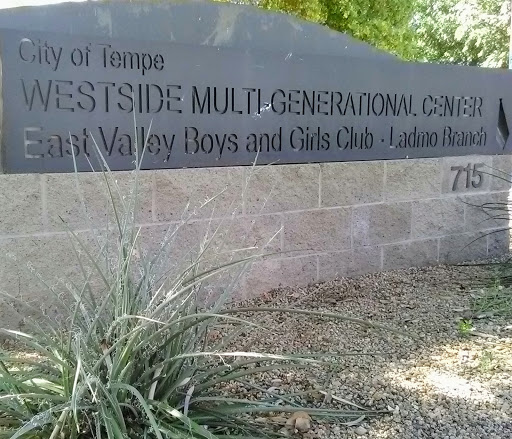 City of Tempe
WESTSIDE MULTI-GENERATIONAL CENTER
East Valley Boys and Girls Club - Ladmo Branch
715